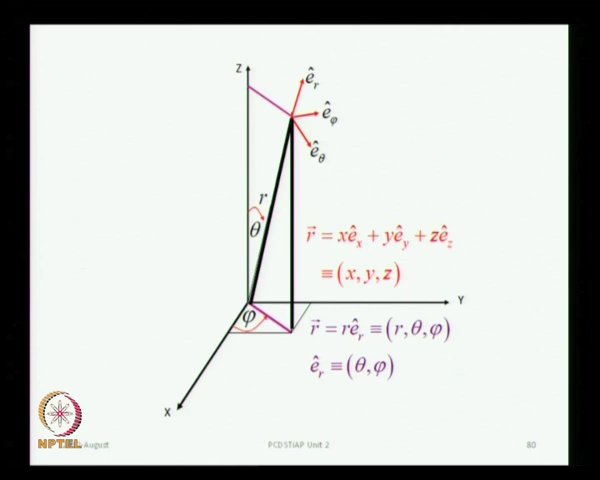 Z
ê_r
ê_φ
ê_θ
r
θ
r⃗ = xê_x + yê_y + zê_z
≡ (x, y, z)
Y
φ
r⃗ = rê_r ≡ (r, θ, φ)
ê_r ≡ (θ, φ)
X
NPTEL
-August
PCDSTiAP Unit 2
80